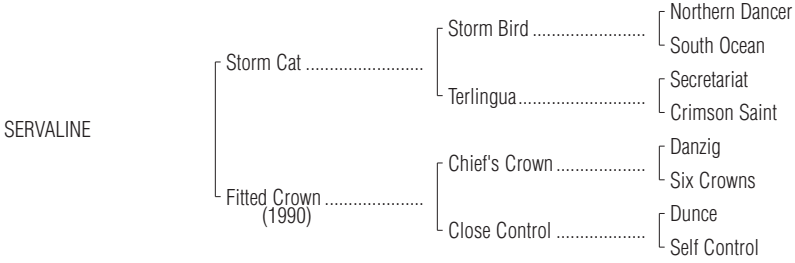 Northern Dancer
Storm Bird ........................
South Ocean
Storm Cat .........................
Secretariat
Terlingua...........................
Crimson Saint
SERVALINE
Danzig
Chief's Crown ...................
Six Crowns
Fitted Crown .....................
(1990)
Dunce
Close Control ...................
Self Control